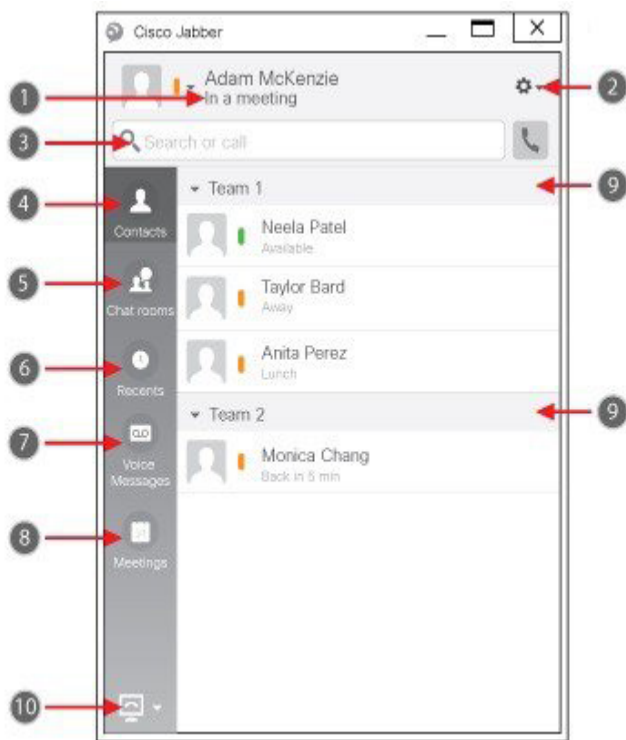 Cisco Jabber
Adam McKenzie
In a meeting
1
2
Search or call
3
Team 1
9
Contacts
4
Neela Patel
Available
Chat rooms
5
Taylor Bard
Away
Recents
6
Anita Perez
Lunch
Team 2
9
Voice
Messages
7
Monica Chang
Back in 5 min
Meetings
8
10